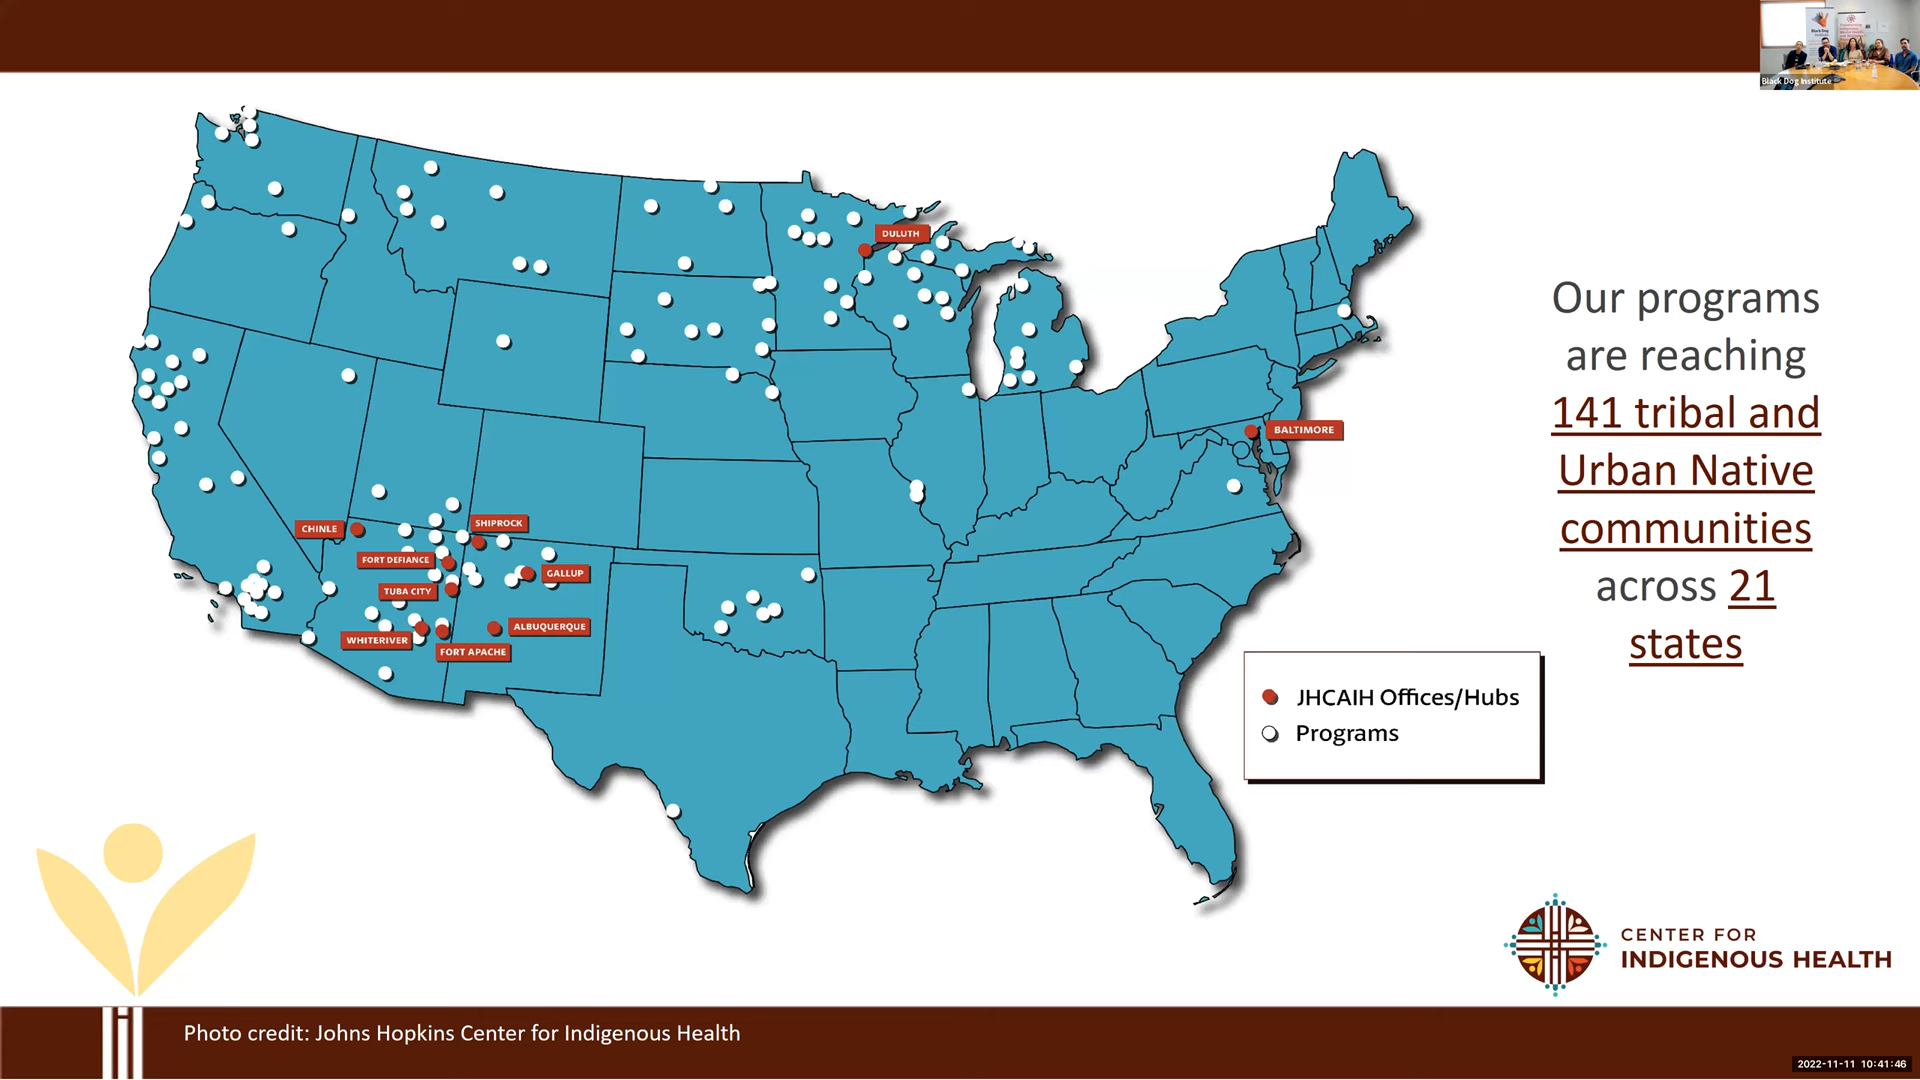 Black Dog Institute
DULUTH
BALTIMORE
CHINLE
SHIPROCK
FORT DEFIANCE
GALLUP
TUBA CITY
ALBUQUERQUE
WHITERIVER
FORT APACHE
JHCAIH Offices/Hubs
Programs
Our programs
are reaching
141 tribal and
Urban Native
communities
across 21
states
CENTER FOR
INDIGENOUS HEALTH
Photo credit: Johns Hopkins Center for Indigenous Health
2022-11-11 10:41:46